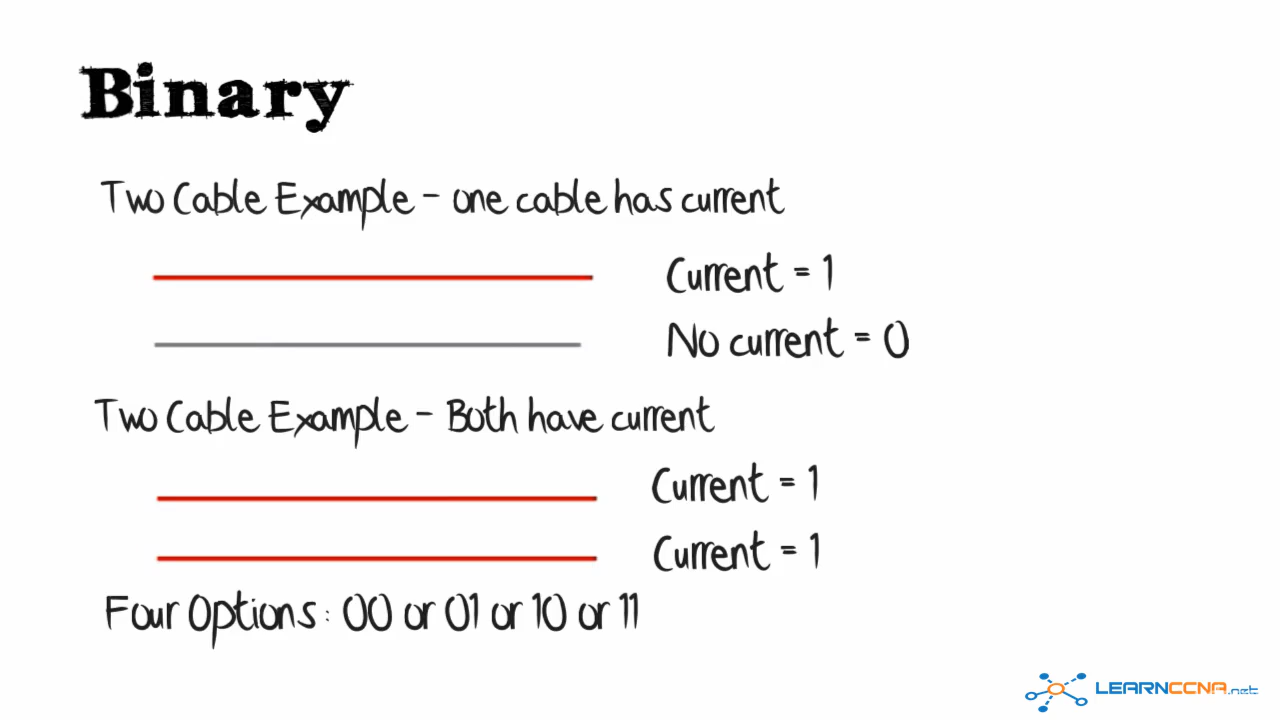 Binary
Two Cable Example - one cable has current
Current = 1
No current = 0
Two Cable Example - Both have current
Current = 1
Current = 1
Four Options: 00 or 01 or 10 or 11
LEARNCCNA.net